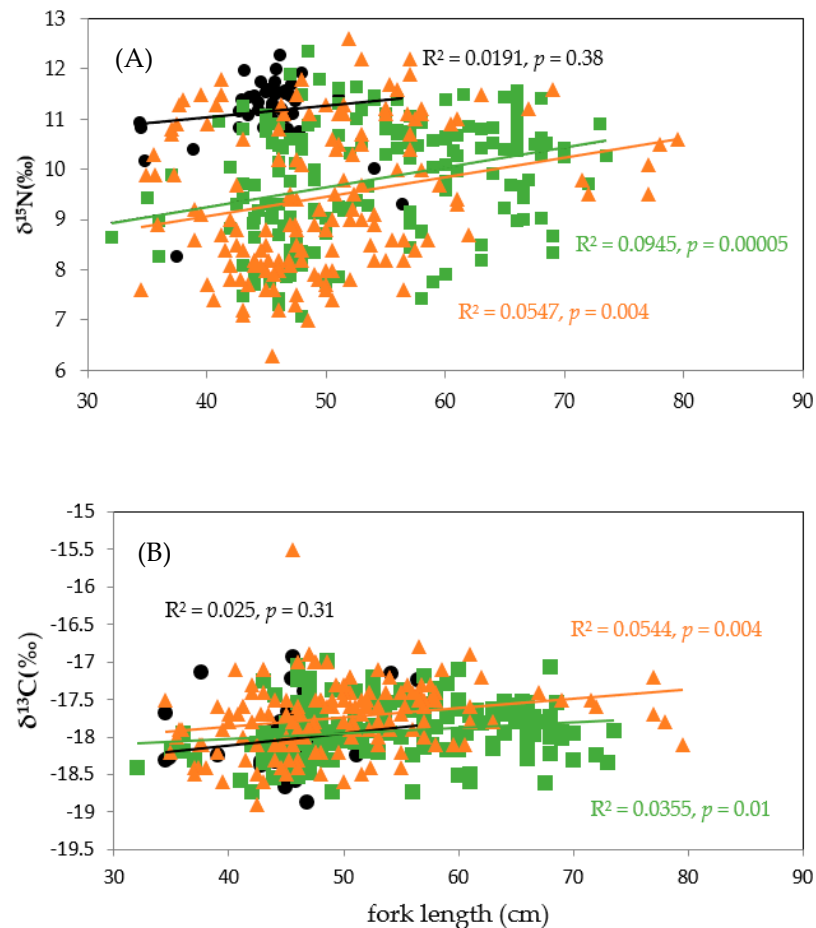 13
12
11
10
9
8
7
6
δ¹⁵N(‰)
(A)
R² = 0.0191, p = 0.38
R² = 0.0945, p = 0.00005
R² = 0.0547, p = 0.004
30 40 50 60 70 80 90
-15
-15.5
-16
-16.5
-17
-17.5
-18
-18.5
-19
-19.5
δ¹³C(‰)
(B)
R² = 0.025, p = 0.31
R² = 0.0544, p = 0.004
R² = 0.0355, p = 0.01
30 40 50 60 70 80 90
fork length (cm)